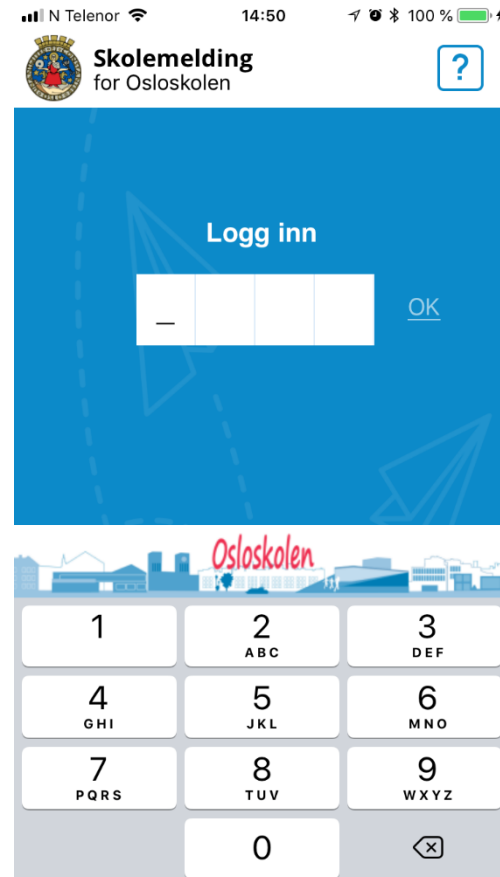 N Telenor 14:50 100 %
Skolemelding
for Osloskolen
?
Logg inn
_
OK
Osloskolen
1 2 3
ABC DEF
4 5 6
GHI JKL MNO
7 8 9
PQRS TUV WXYZ
0